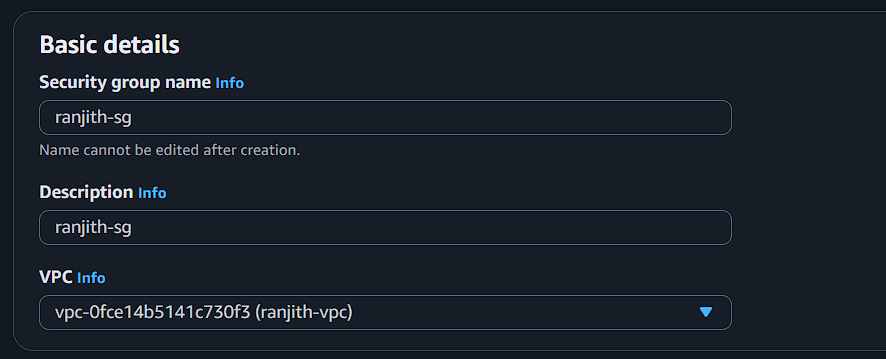 Basic details
Security group name Info
ranjith-sg
Name cannot be edited after creation.
Description Info
ranjith-sg
VPC Info
vpc-0fce14b5141c730f3 (ranjith-vpc)